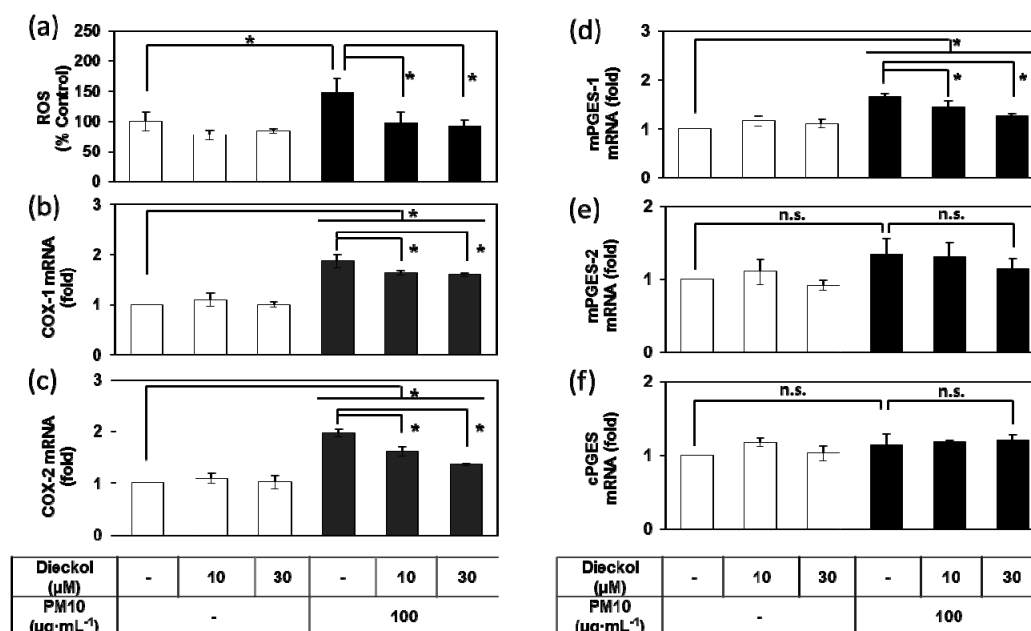 (a)
ROS
(% Control)
250
200
150
100
50
0
*
*
*
(b)
COX-1 mRNA
(fold)
3
2
1
0
*
*
*
(c)
COX-2 mRNA
(fold)
3
2
1
0
*
*
*
Dieckol
(μM)
- 10 30 - 10 30
PM10
(μg·mL⁻¹)
- 100
(d)
mPGES-1
mRNA (fold)
3
2
1
0
*
*
*
(e)
mPGES-2
mRNA (fold)
2
1
0
n.s. n.s.
(f)
cPGES
mRNA (fold)
2
1
0
n.s. n.s.
Dieckol
(μM)
- 10 30 - 10 30
PM10
(μg·mL⁻¹)
- 100